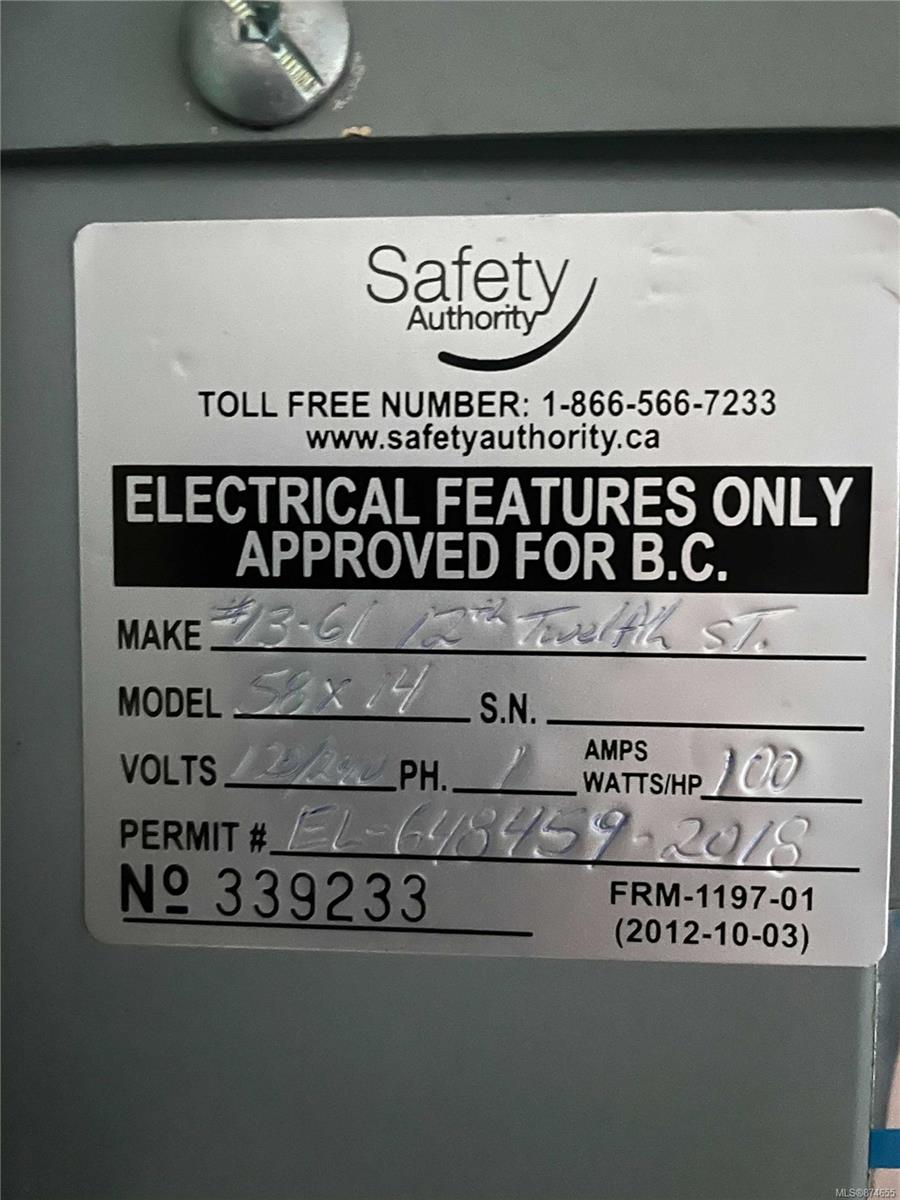 Safety
Authority
TOLL FREE NUMBER: 1-866-566-7233
www.safetyauthority.ca
ELECTRICAL FEATURES ONLY
APPROVED FOR B.C.
MAKE #13-61 12th Twelfth ST.
MODEL 58 x 14 S.N.
VOLTS 120/240 PH. 1 AMPS WATTS/HP 100
PERMIT # EL-648459-2018
Nº 339233 FRM-1197-01
(2012-10-03)
MLS®874655